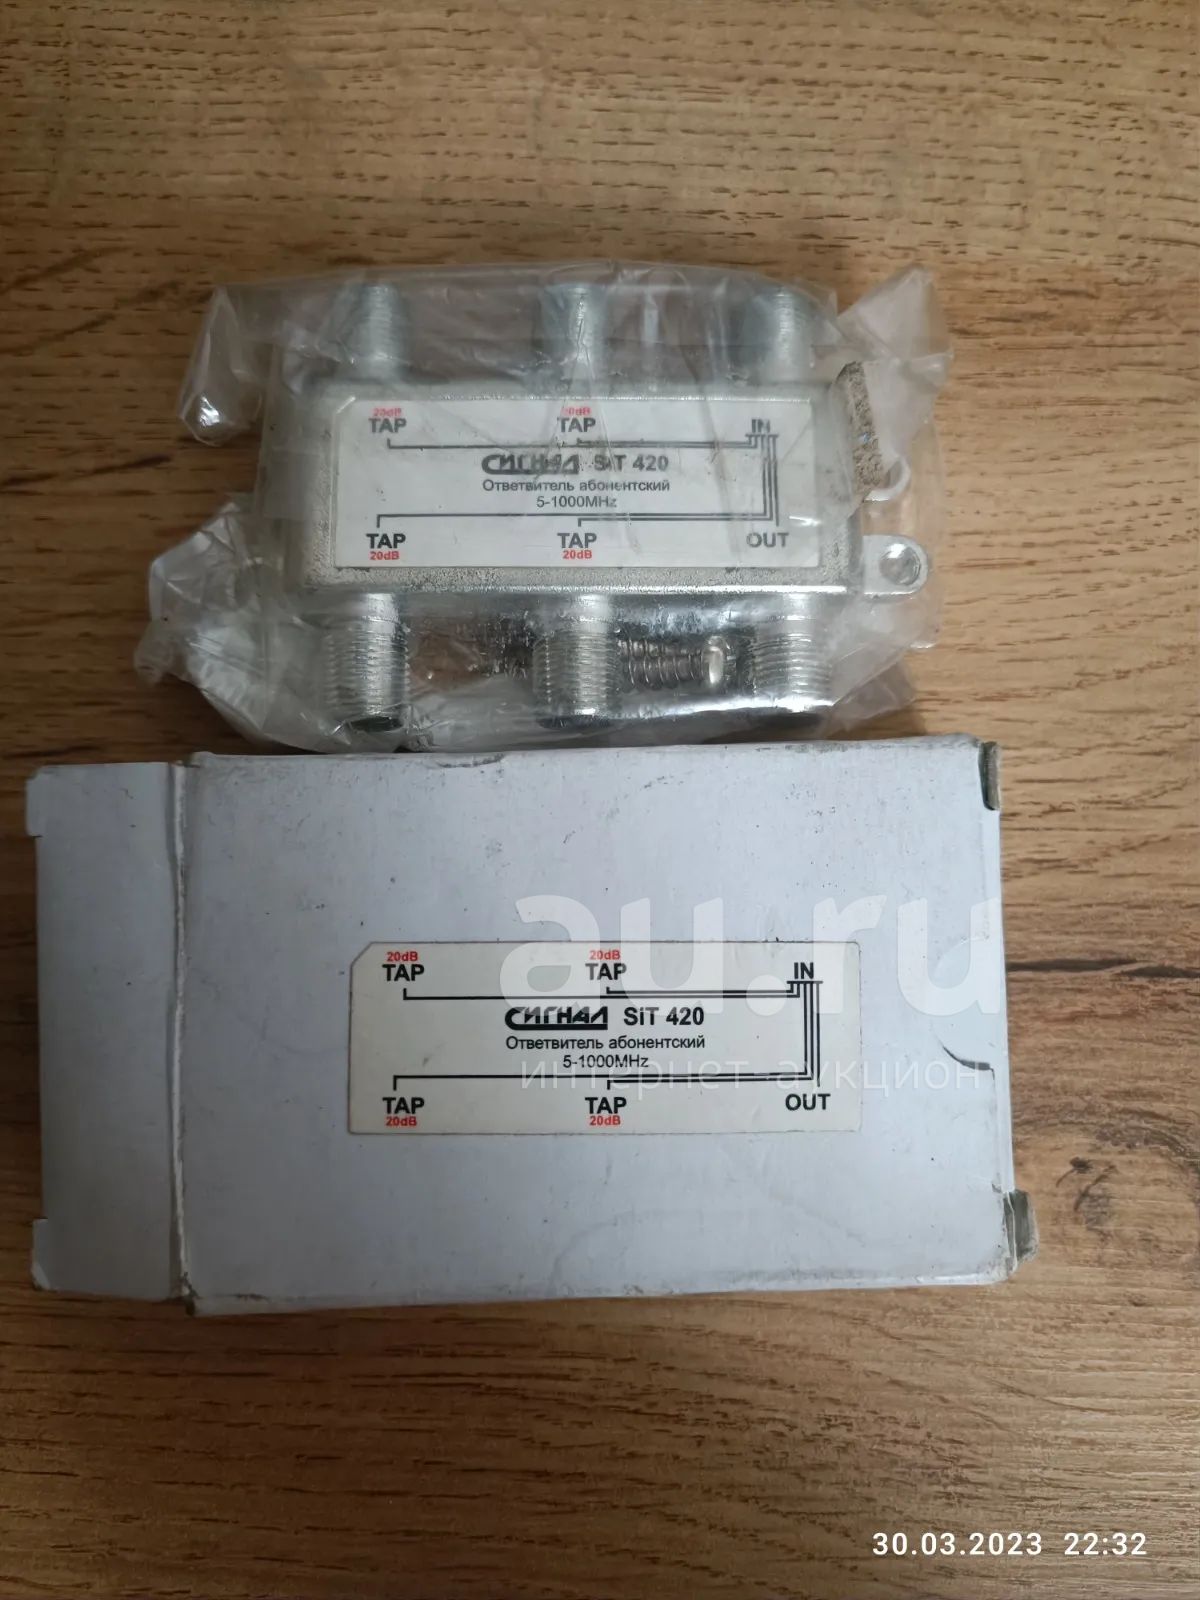 20dB 20dB
TAP TAP IN
СИГНАЛ SiT 420
Ответвитель абонентский
5-1000MHz
TAP TAP OUT
20dB 20dB
au.ru
20dB 20dB
TAP TAP IN
СИГНАЛ SiT 420
Ответвитель абонентский
5-1000MHz
интернет аукцион
TAP TAP OUT
20dB 20dB
30.03.2023 22:32